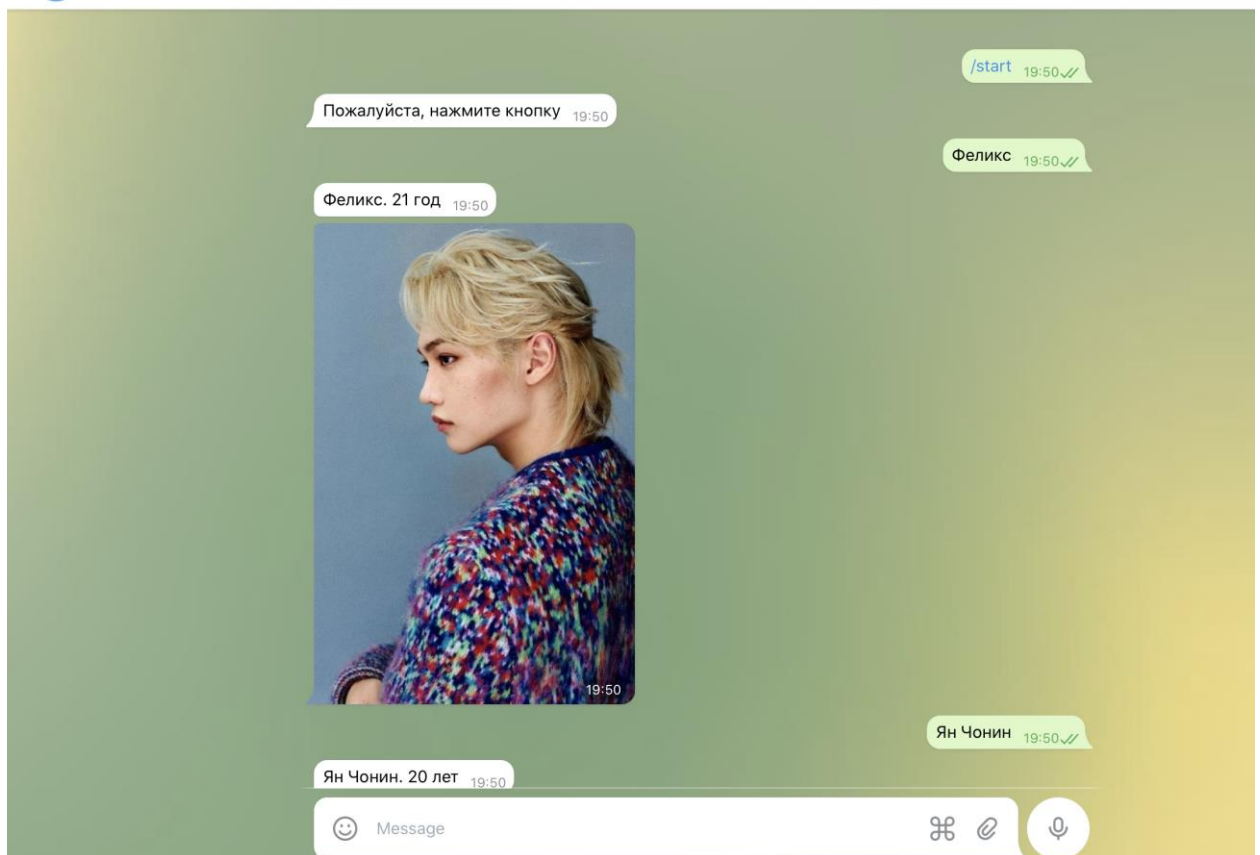 /start 19:50
Пожалуйста, нажмите кнопку 19:50
Феликс 19:50
Феликс. 21 год 19:50
19:50
Ян Чонин 19:50
Ян Чонин. 20 лет 19:50
Message